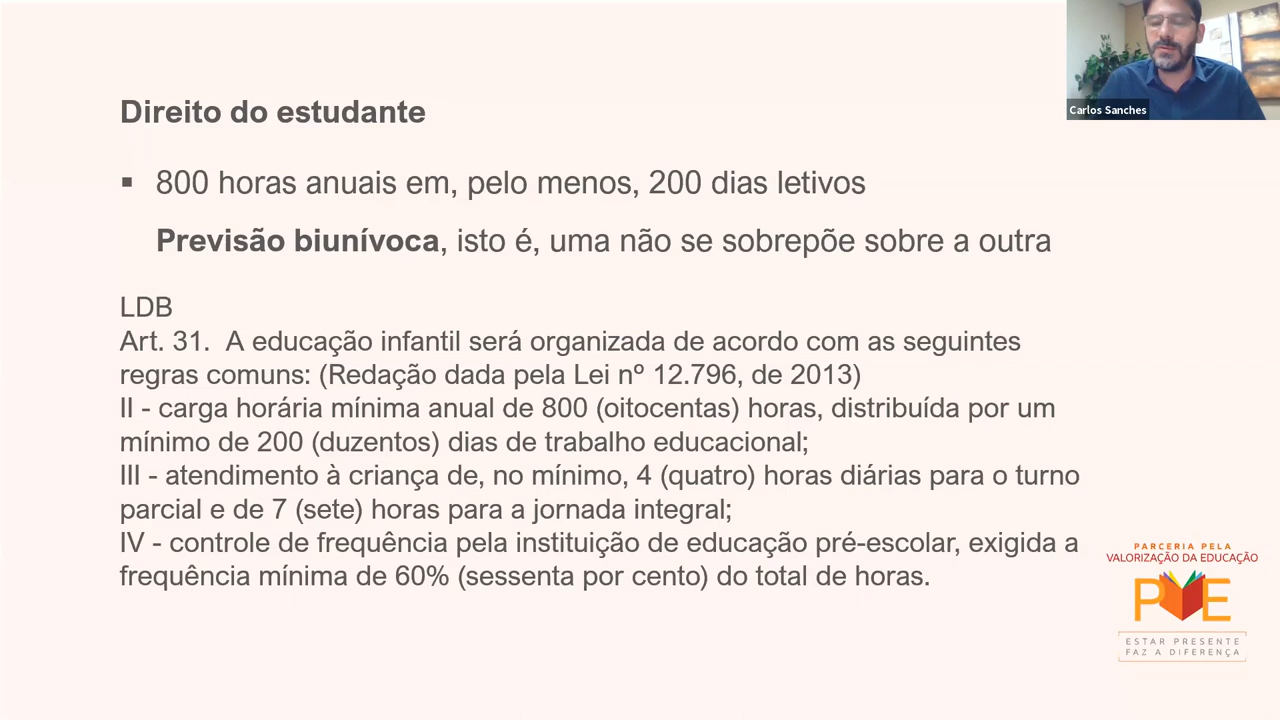 Carlos Sanches
Direito do estudante
▪ 800 horas anuais em, pelo menos, 200 dias letivos
Previsão biunívoca, isto é, uma não se sobrepõe sobre a outra
LDB
Art. 31.  A educação infantil será organizada de acordo com as seguintes
regras comuns: (Redação dada pela Lei nº 12.796, de 2013)
II - carga horária mínima anual de 800 (oitocentas) horas, distribuída por um
mínimo de 200 (duzentos) dias de trabalho educacional;
III - atendimento à criança de, no mínimo, 4 (quatro) horas diárias para o turno
parcial e de 7 (sete) horas para a jornada integral;
IV - controle de frequência pela instituição de educação pré-escolar, exigida a
frequência mínima de 60% (sessenta por cento) do total de horas.
PARCERIA PELA
VALORIZAÇÃO DA EDUCAÇÃO
PVE
ESTAR PRESENTE
FAZ A DIFERENÇA